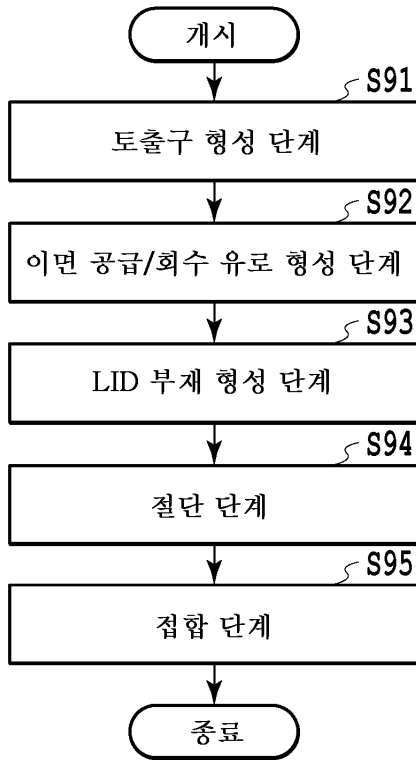 개시
S91
토출구 형성 단계
S92
이면 공급/회수 유로 형성 단계
S93
LID 부재 형성 단계
S94
절단 단계
S95
접합 단계
종료